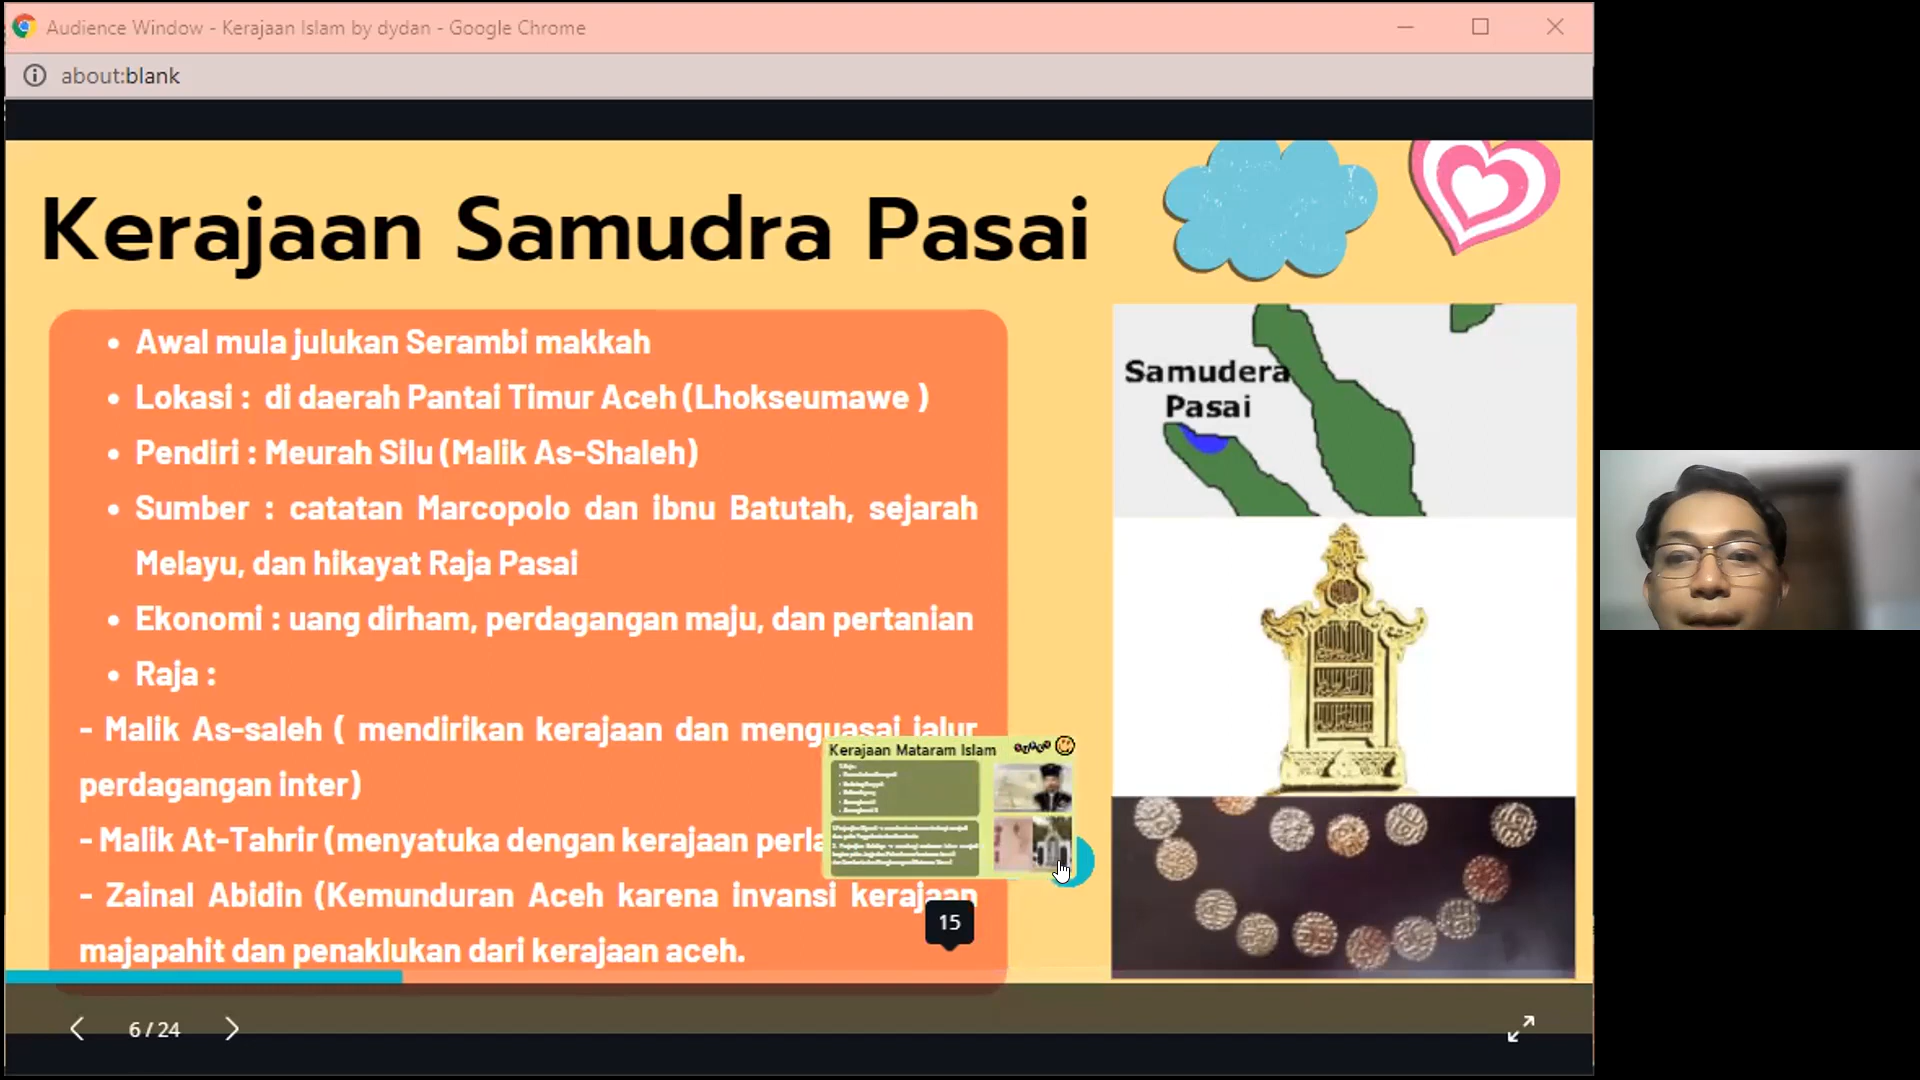 Audience Window - Kerajaan Islam by dydan - Google Chrome
about:blank
Kerajaan Samudra Pasai
• Awal mula julukan Serambi makkah
• Lokasi : di daerah Pantai Timur Aceh (Lhokseumawe )
• Pendiri : Meurah Silu (Malik As-Shaleh)
• Sumber : catatan Marcopolo dan ibnu Batutah, sejarah
Melayu, dan hikayat Raja Pasai
• Ekonomi : uang dirham, perdagangan maju, dan pertanian
• Raja :
- Malik As-saleh ( mendirikan kerajaan dan menguasai jalur
perdagangan inter)
- Malik At-Tahrir (menyatuka dengan kerajaan perla
- Zainal Abidin (Kemunduran Aceh karena invansi kerajaan
majapahit dan penaklukan dari kerajaan aceh.
Samudera
Pasai
Kerajaan Mataram Islam
15
6 / 24